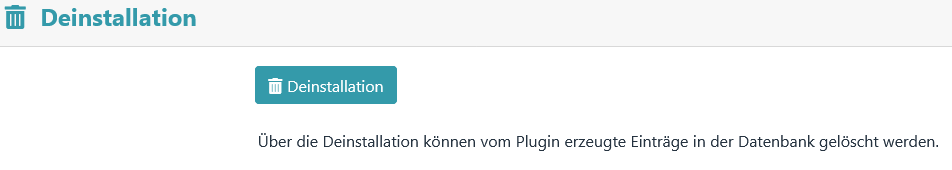 Deinstallation
Deinstallation
Über die Deinstallation können vom Plugin erzeugte Einträge in der Datenbank gelöscht werden.